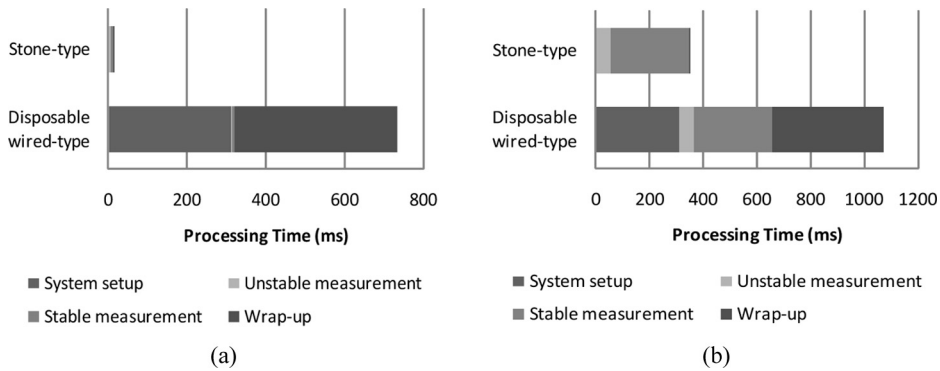 Stone-type
Disposable
wired-type
0 200 400 600 800
Processing Time (ms)
System setup Unstable measurement
Stable measurement Wrap-up
(a)
Stone-type
Disposable
wired-type
0 200 400 600 800 1000 1200
Processing Time (ms)
System setup Unstable measurement
Stable measurement Wrap-up
(b)